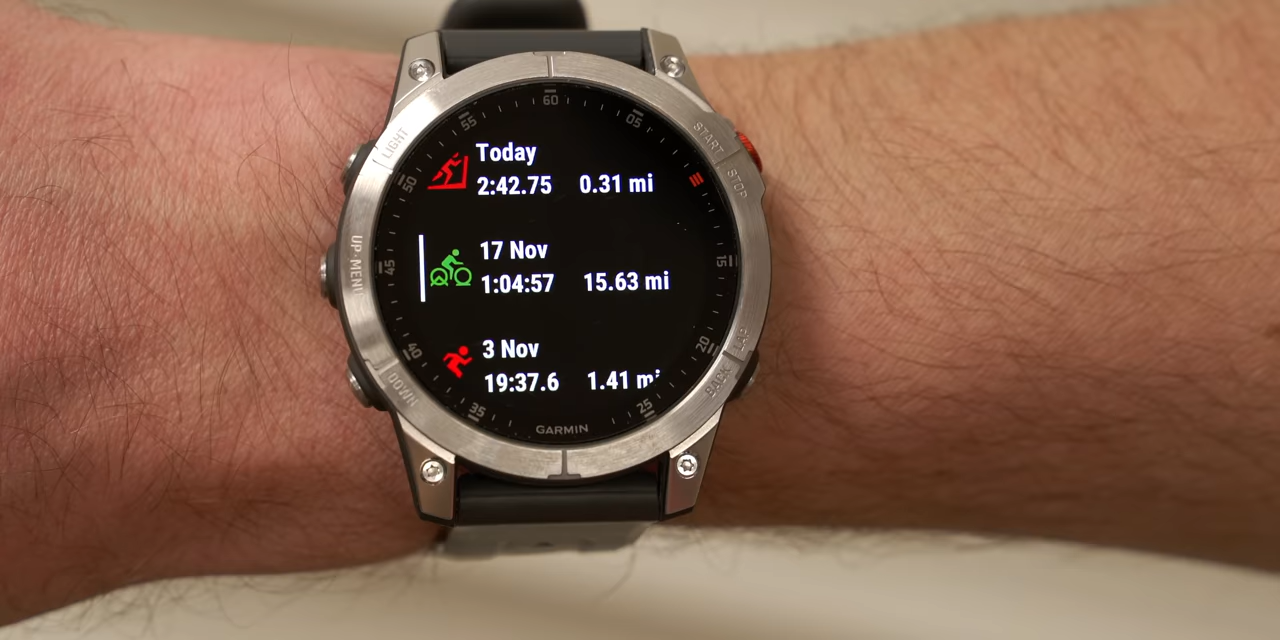 60
55
05
LIGHT
START
STOP
50
Today
2:42.75 0.31 mi
UP·MENU
45
17 Nov
1:04:57 15.63 mi
15
40
3 Nov
19:37.6 1.41 mi
20
LAP
BACK
DOWN
35
25
GARMIN